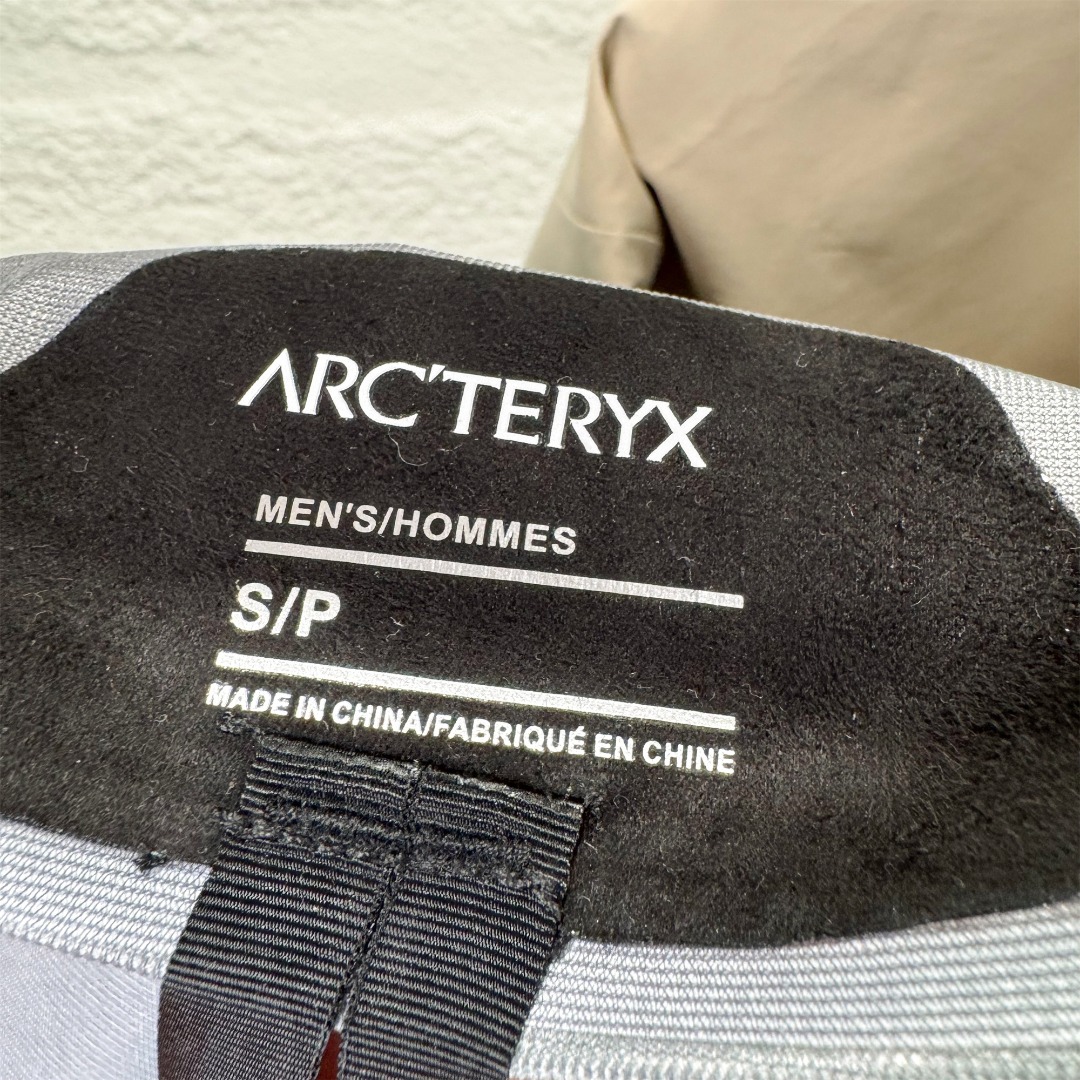 ARC'TERYX
MEN'S/HOMMES
S/P
MADE IN CHINA/FABRIQUÉ EN CHINE